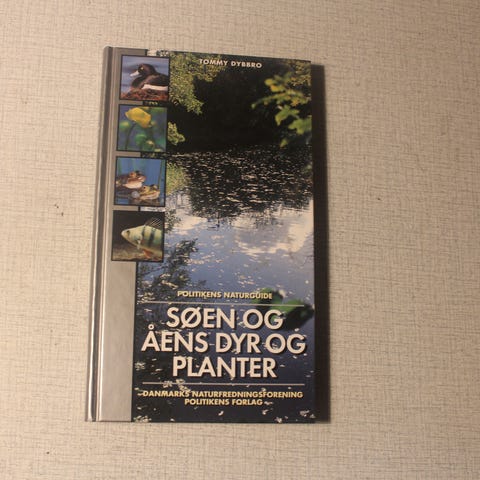 TOMMY DYBBRO
POLITIKENS NATURGUIDE
SØEN OG
ÅENS DYR OG
PLANTER
DANMARKS NATURFREDNINGSFORENING
POLITIKENS FORLAG